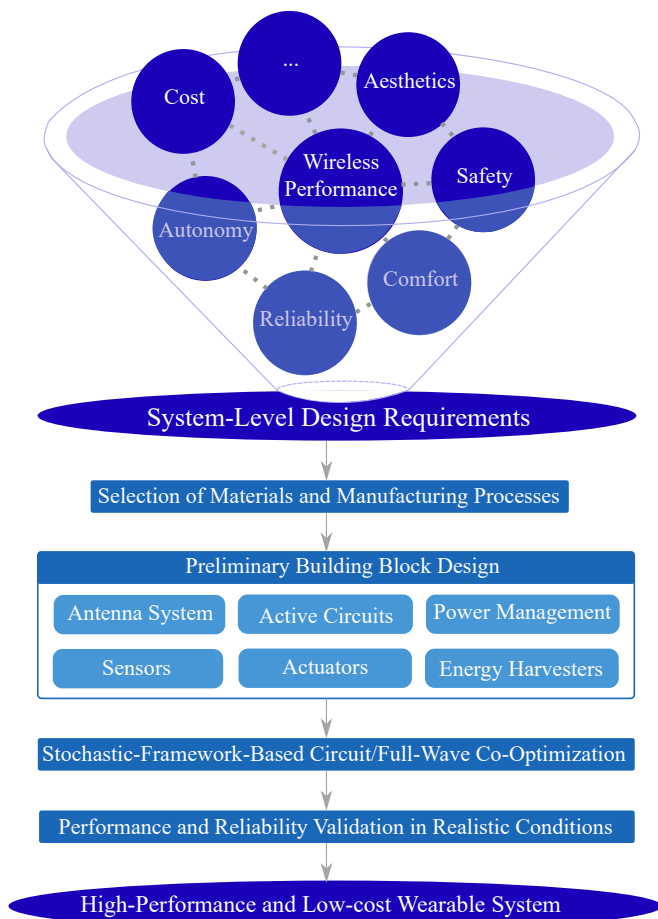 ...
Aesthetics
Cost
Wireless
Performance
Safety
Autonomy
Comfort
Reliability
System-Level Design Requirements
Selection of Materials and Manufacturing Processes
Preliminary Building Block Design
Antenna System
Active Circuits
Power Management
Sensors
Actuators
Energy Harvesters
Stochastic-Framework-Based Circuit/Full-Wave Co-Optimization
Performance and Reliability Validation in Realistic Conditions
High-Performance and Low-cost Wearable System